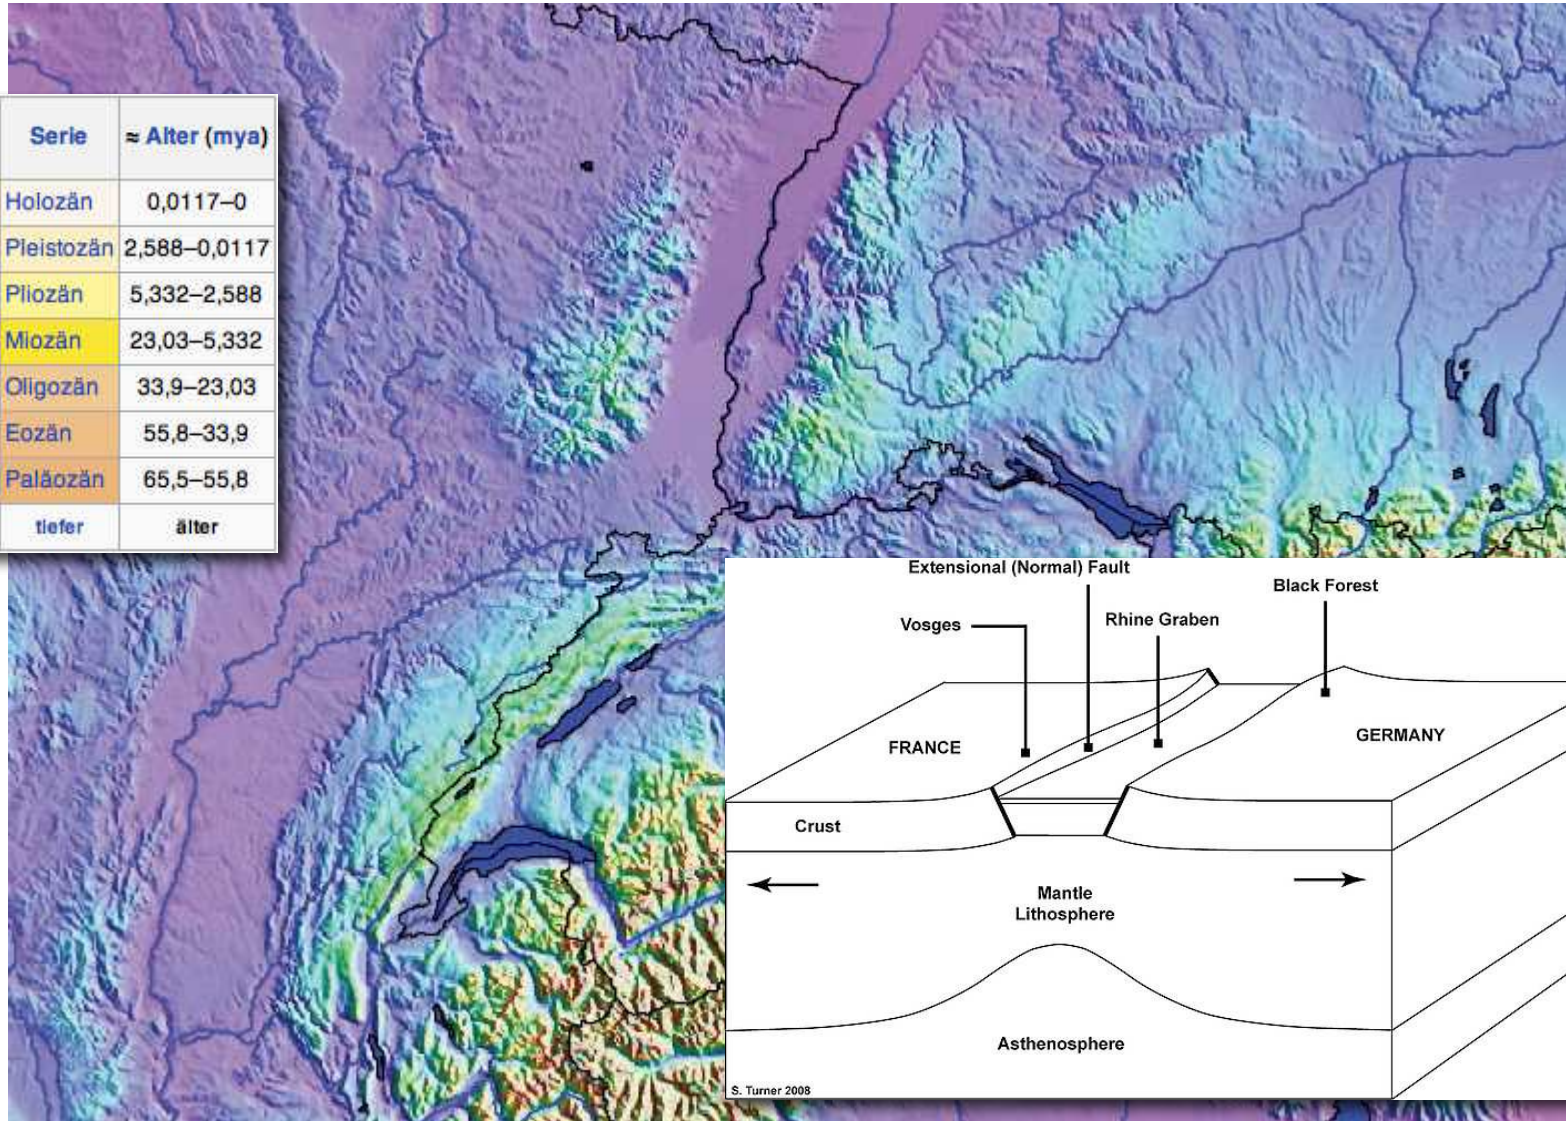 Serie ≈ Alter (mya)
Holozän 0,0117–0
Pleistozän 2,588–0,0117
Pliozän 5,332–2,588
Miozän 23,03–5,332
Oligozän 33,9–23,03
Eozän 55,8–33,9
Paläozän 65,5–55,8
tiefer älter
Extensional (Normal) Fault
Black Forest
Vosges
Rhine Graben
FRANCE
GERMANY
Crust
Mantle
Lithosphere
Asthenosphere
S. Turner 2008